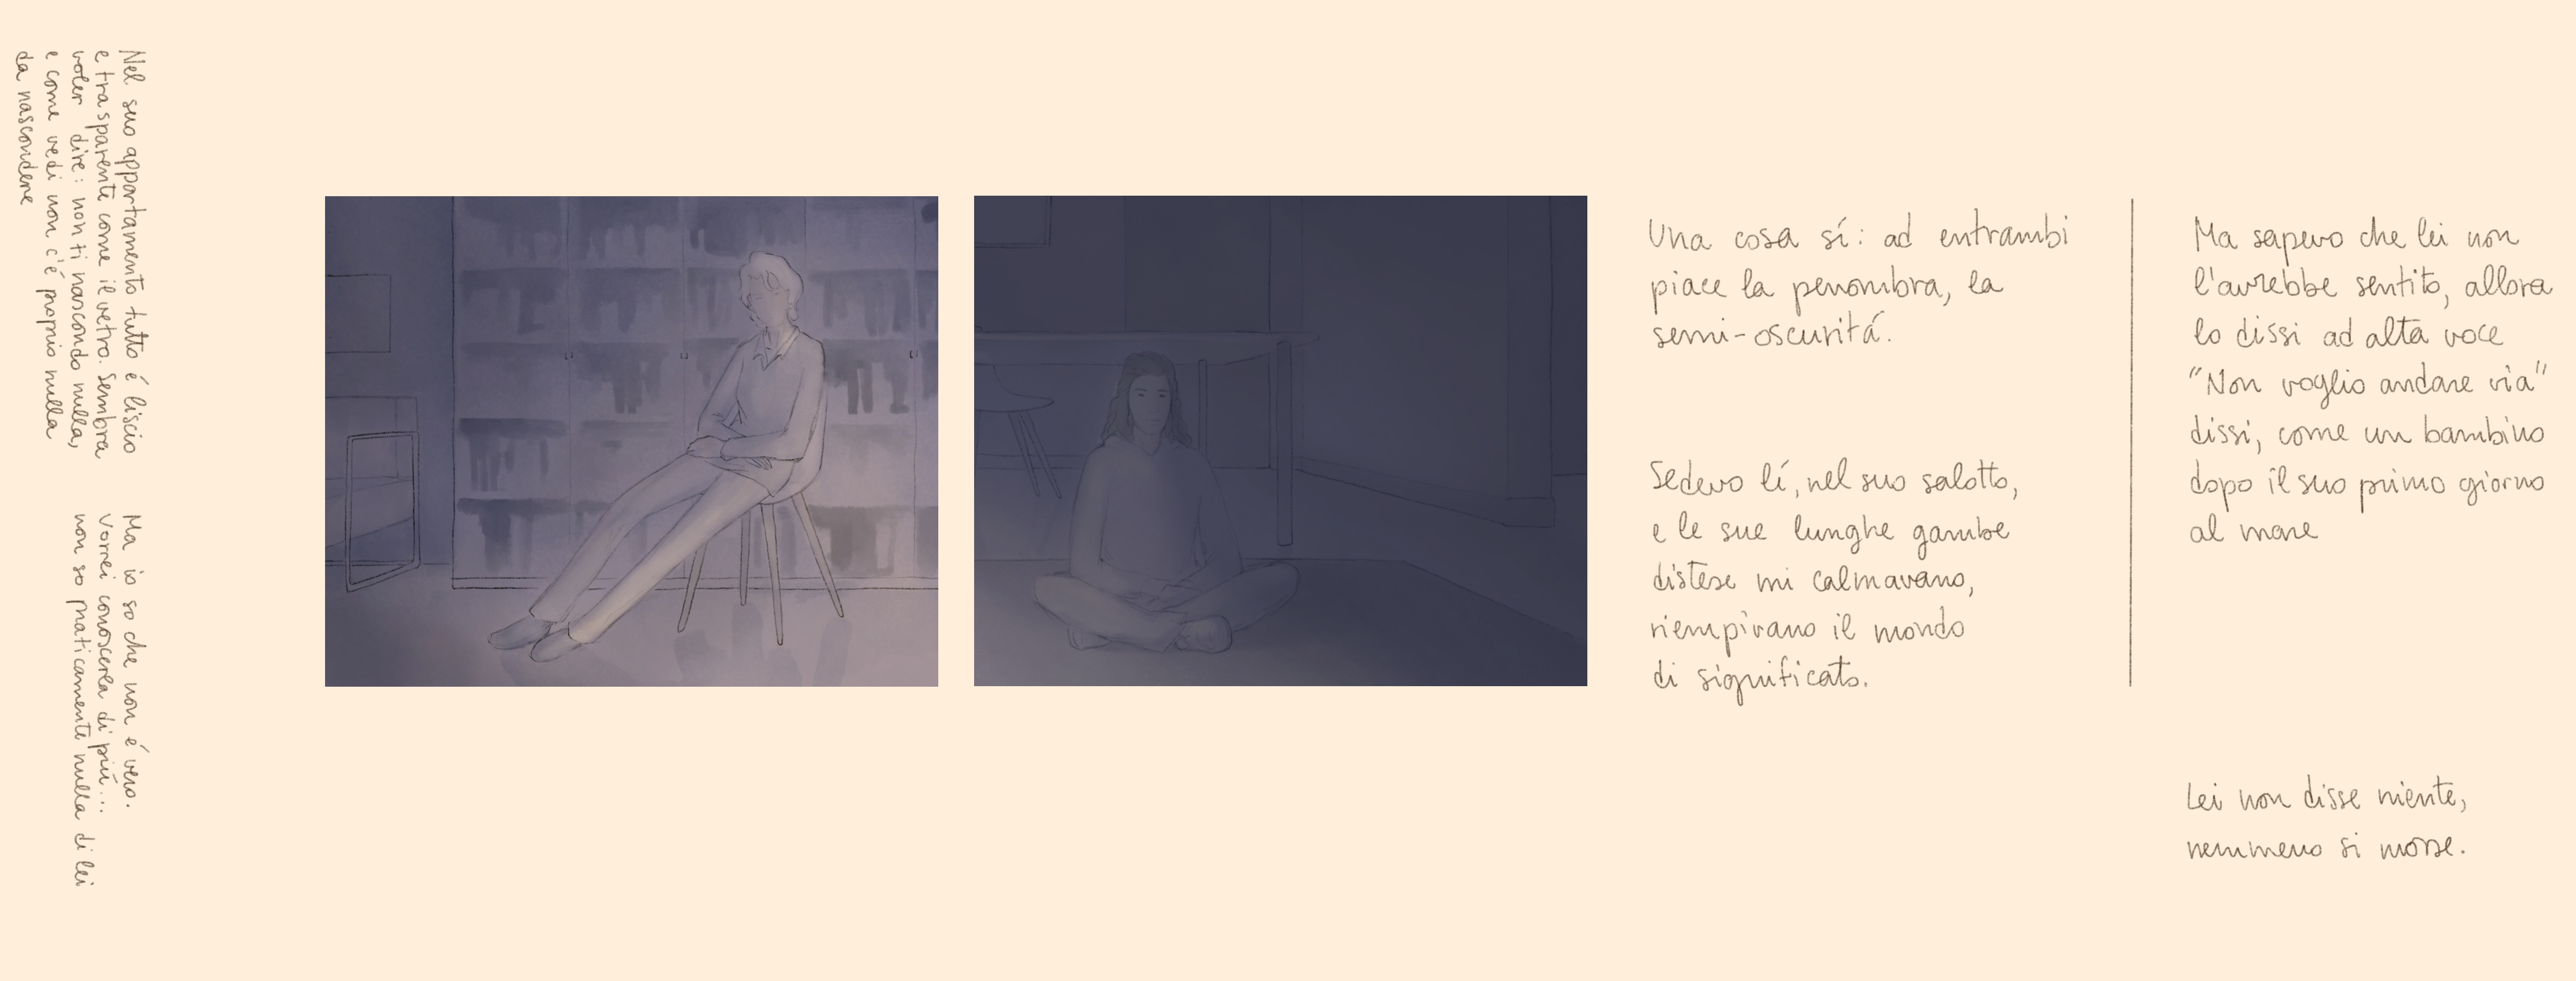 Nel suo appartamento tutto é liscio
e trasparente come il vetro. Sembra
voler dire: non ti nascondo nulla,
e come vedi non c'é proprio nulla
da nascondere
Ma io so che non é vero.
Vorrei conoscerla di piú...
non so praticamente nulla di lei
Una cosa sí: ad entrambi
piace la penombra, la
semi-oscuritá.
Sedevo lí, nel suo salotto,
e le sue lunghe gambe
distese mi calmavano,
riempivano il mondo
di significato.
Ma sapevo che lei non
l'avrebbe sentito, allora
lo dissi ad alta voce
"Non voglio andare via"
dissi, come un bambino
dopo il suo primo giorno
al mare
Lei non disse niente,
nemmeno si mosse.